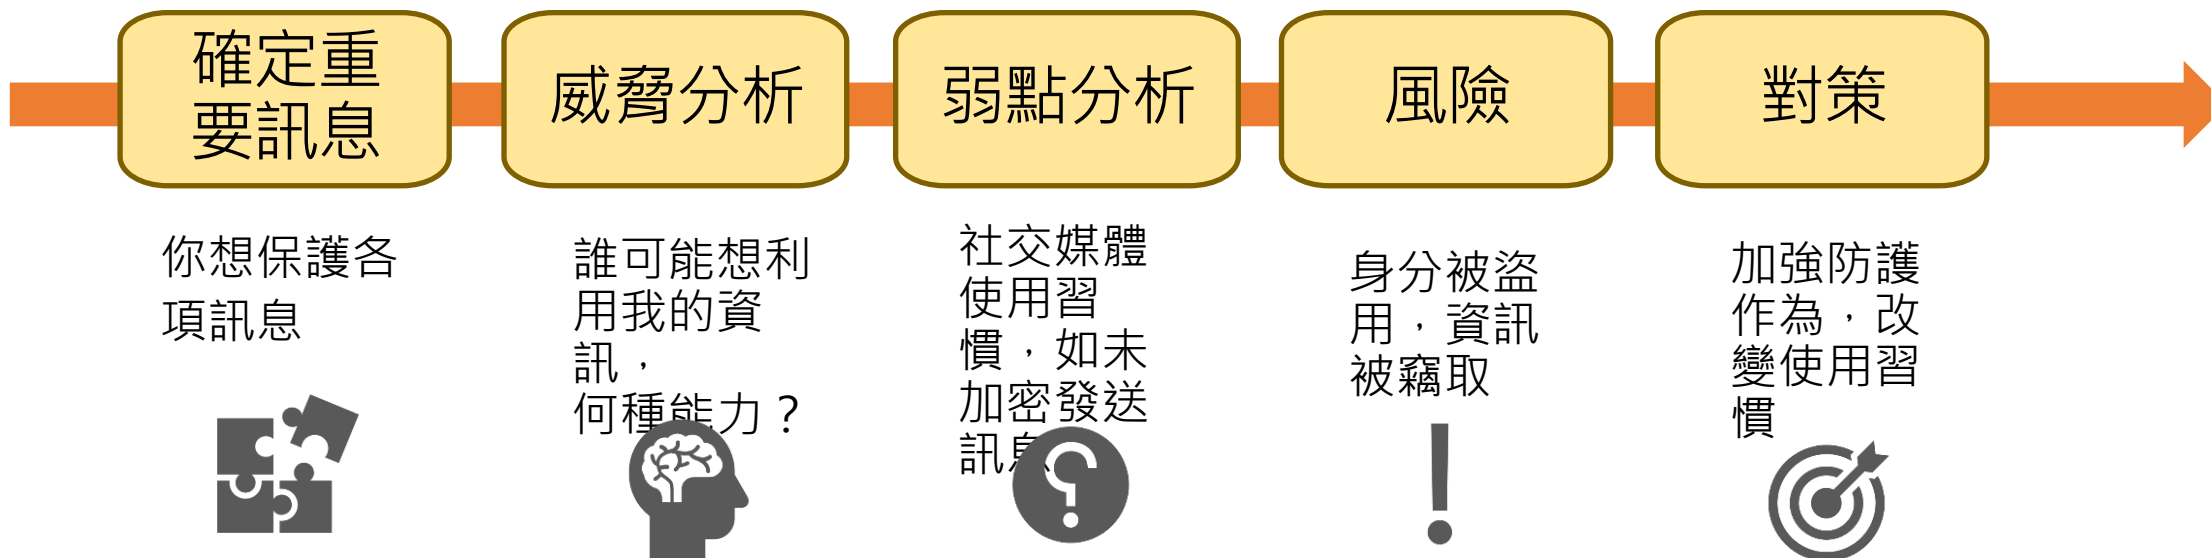 確定重
要訊息
威脅分析
弱點分析
風險
對策
你想保護各
項訊息
誰可能想利
用我的資
訊，
何種能力？
社交媒體
使用習
慣，如未
加密發送
訊息
身分被盜
用，資訊
被竊取
加強防護
作為，改
變使用習
慣